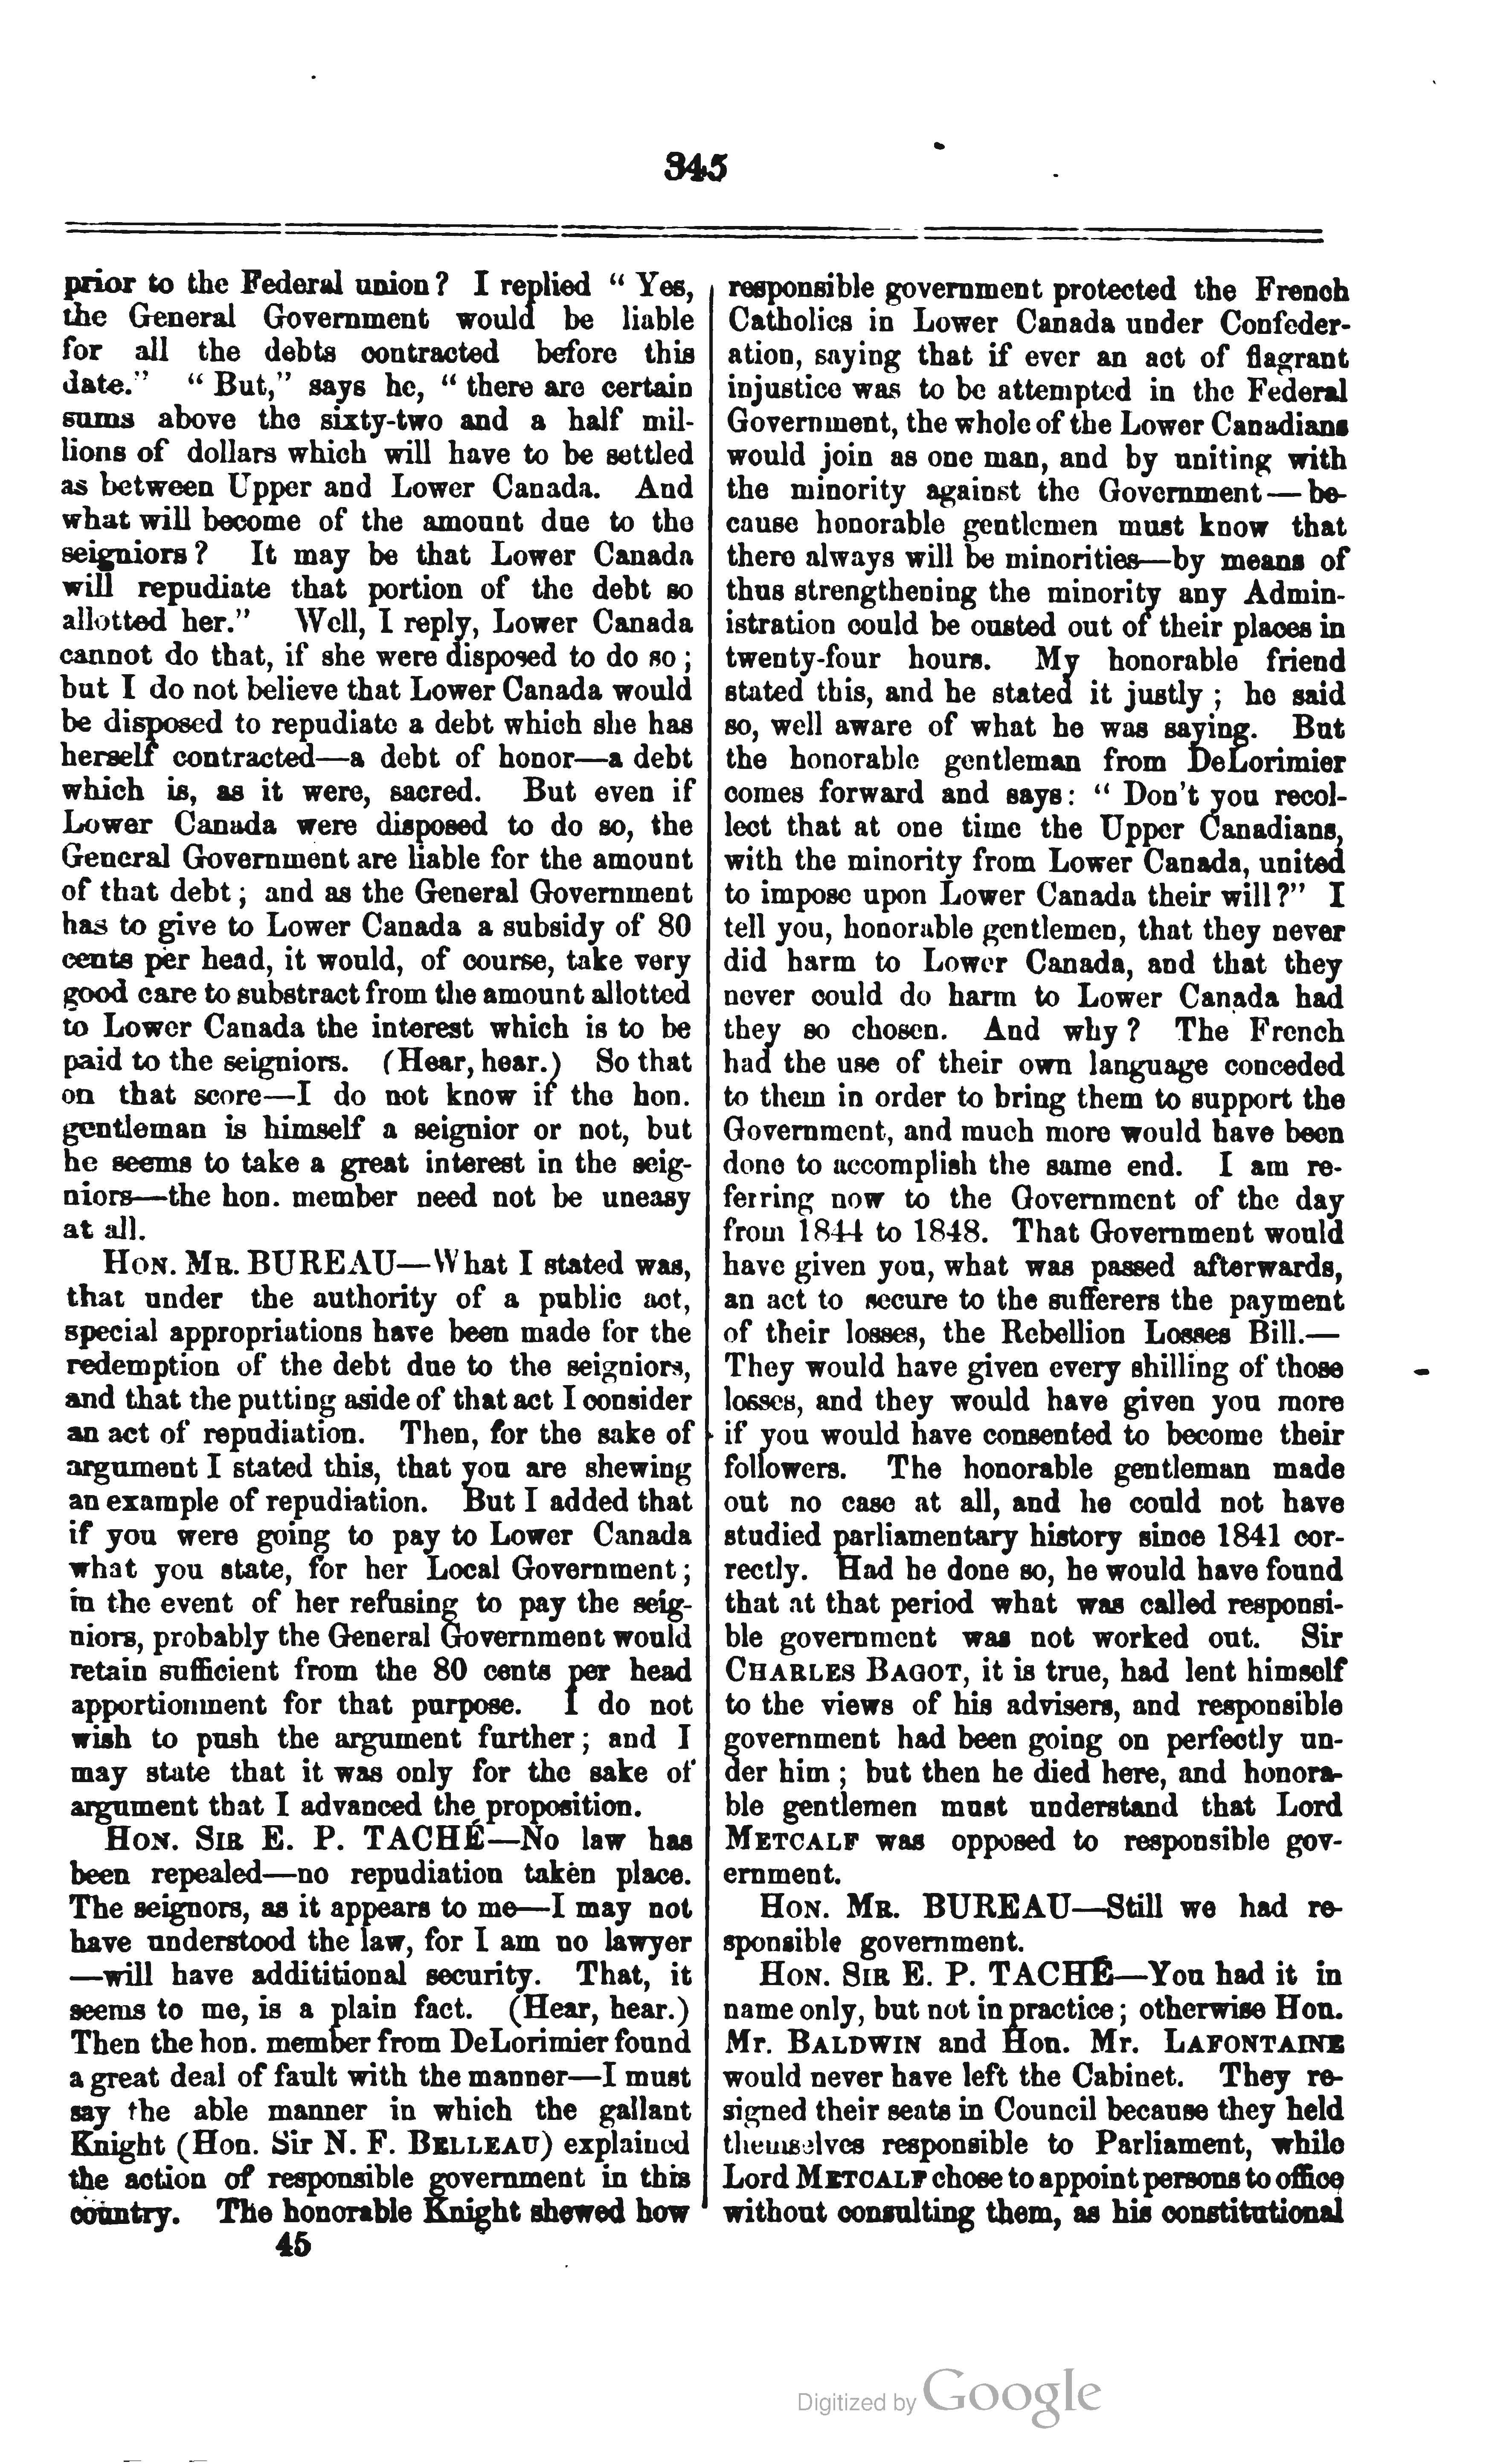 345
prior to the Federal union? I replied “ Yes,
the General Government would be liable
for all the debts contracted before this
date.” “ But,” says he, “ there are certain
sums above the sixty-two and a half mil-
lions of dollars which will have to be settled
as between Upper and Lower Canada. And
what will become of the amount due to the
seigniors? It may be that Lower Canada
will repudiate that portion of the debt so
allotted her.” Well, I reply, Lower Canada
cannot do that, if she were disposed to do so;
but I do not believe that Lower Canada would
be disposed to repudiate a debt which she has
herself contracted—a debt of honor—a debt
which is, as it were, sacred. But even if
Lower Canada were disposed to do so, the
General Government are liable for the amount
of that debt; and as the General Government
has to give to Lower Canada a subsidy of 80
cents per head, it would, of course, take very
good care to substract from the amount allotted
to Lower Canada the interest which is to be
paid to the seigniors. (Hear, hear.) So that
on that score—I do not know if the hon.
gentleman is himself a seignior or not, but
he seems to take a great interest in the seig-
niors—the hon. member need not be uneasy
at all.
HON. MR. BUREAU—What I stated was,
that under the authority of a public act,
special appropriations have been made for the
redemption of the debt due to the seigniors,
and that the putting aside of that act I consider
an act of repudiation. Then, for the sake of
argument I stated this, that you are shewing
an example of repudiation. But I added that
if you were going to pay to Lower Canada
what you state, for her Local Government;
in the event of her refusing to pay the seig-
niors, probably the General Government would
retain sufficient from the 80 cents per head
apportionment for that purpose. I do not
wish to push the argument further; and I
may state that it was only for the sake of
argument that I advanced the proposition.
HON. SIR E. P. TACHÉ—No law has
been repealed—no repudiation taken place.
The seignors, as it appears to me—I may not
have understood the law, for I am no lawyer
—will have addititional security. That, it
seems to me, is a plain fact. (Hear, hear.)
Then the hon. member from DeLorimier found
a great deal of fault with the manner—I must
say the able manner in which the gallant
Knight (Hon. Sir N. F. BELLEAU) explained
the action of responsible government in this
country. The honorable Knight shewed how
45
responsible government protected the French
Catholics in Lower Canada under Confeder-
ation, saying that if ever an act of flagrant
injustice was to be attempted in the Federal
Government, the whole of the Lower Canadians
would join as one man, and by uniting with
the minority against the Government—be-
cause honorable gentlemen must know that
there always will be minorities—by means of
thus strengthening the minority any Admin-
istration could be ousted out of their places in
twenty-four hours. My honorable friend
stated this, and he stated it justly; he said
so, well aware of what he was saying. But
the honorable gentleman from DeLorimier
comes forward and says: “ Don't you recol-
lect that at one time the Upper Canadians,
with the minority from Lower Canada, united
to impose upon Lower Canada their will?” I
tell you, honorable gentlemen, that they never
did harm to Lower Canada, and that they
never could do harm to Lower Canada had
they so chosen. And why? The French
had the use of their own language conceded
to them in order to bring them to support the
Government, and much more would have been
done to accomplish the same end. I am re-
ferring now to the Government of the day
from 1844 to 1848. That Government would
have given you, what was passed afterwards,
an act to secure to the sufferers the payment
of their losses, the Rebellion Losses Bill.—
They would have given every shilling of those
losses, and they would have given you more
if you would have consented to become their
followers. The honorable gentleman made
out no case at all, and he could not have
studied parliamentary history since 1841 cor-
rectly. Had he done so, he would have found
that at that period what was called responsi-
ble government was not worked out. Sir
CHARLES BAGOT, it is true, had lent himself
to the views of his advisers, and responsible
government had been going on perfectly un-
der him; but then he died here, and honora-
ble gentlemen must understand that Lord
METCALF was opposed to responsible gov-
ernment.
HON. MR. BUREAU—Still we had re-
sponsible government.
HON. SIR E. P. TACHÉ—You had it in
name only, but not in practice; otherwise Hon.
Mr. BALDWIN and Hon. Mr. LAFONTAINE
would never have left the Cabinet. They re-
signed their seats in Council because they held
themselves responsible to Parliament, while
Lord METCALF chose to appoint persons to office
without consulting them, as his constitutional
Digitized by Google